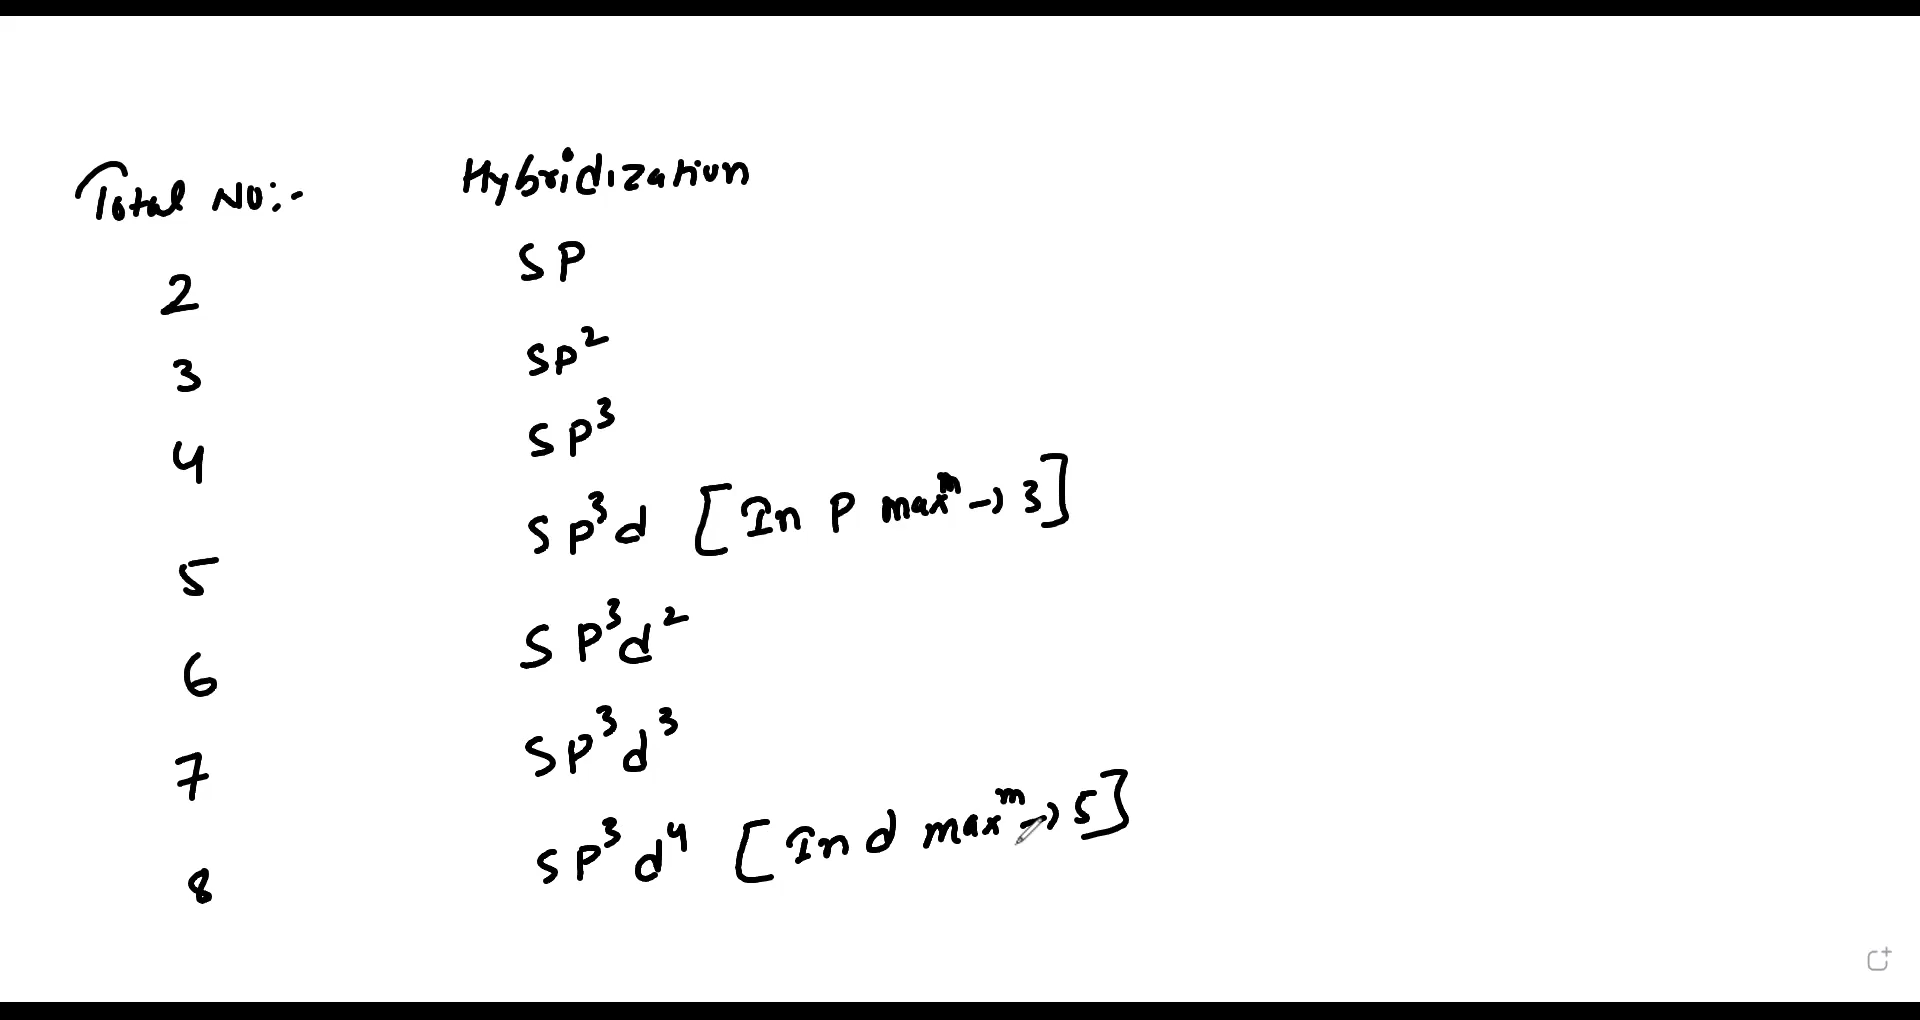 Total No:- Hybridization
2 SP
3 SP²
4 SP³
5 SP³d [In P maxᵐ → 3]
6 SP³d²
7 SP³d³
8 SP³d⁴ [In d maxᵐ → 5]